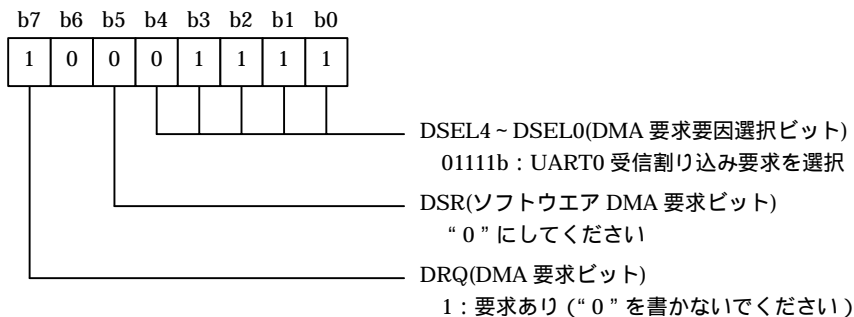 b7 b6 b5 b4 b3 b2 b1 b0
1 0 0 0 1 1 1 1
DSEL4~DSEL0(DMA 要求要因選択ビット)
01111b:UART0 受信割り込み要求を選択
DSR(ソフトウエア DMA 要求ビット)
“0”にしてください
DRQ(DMA 要求ビット)
1:要求あり(“0”を書かないでください)